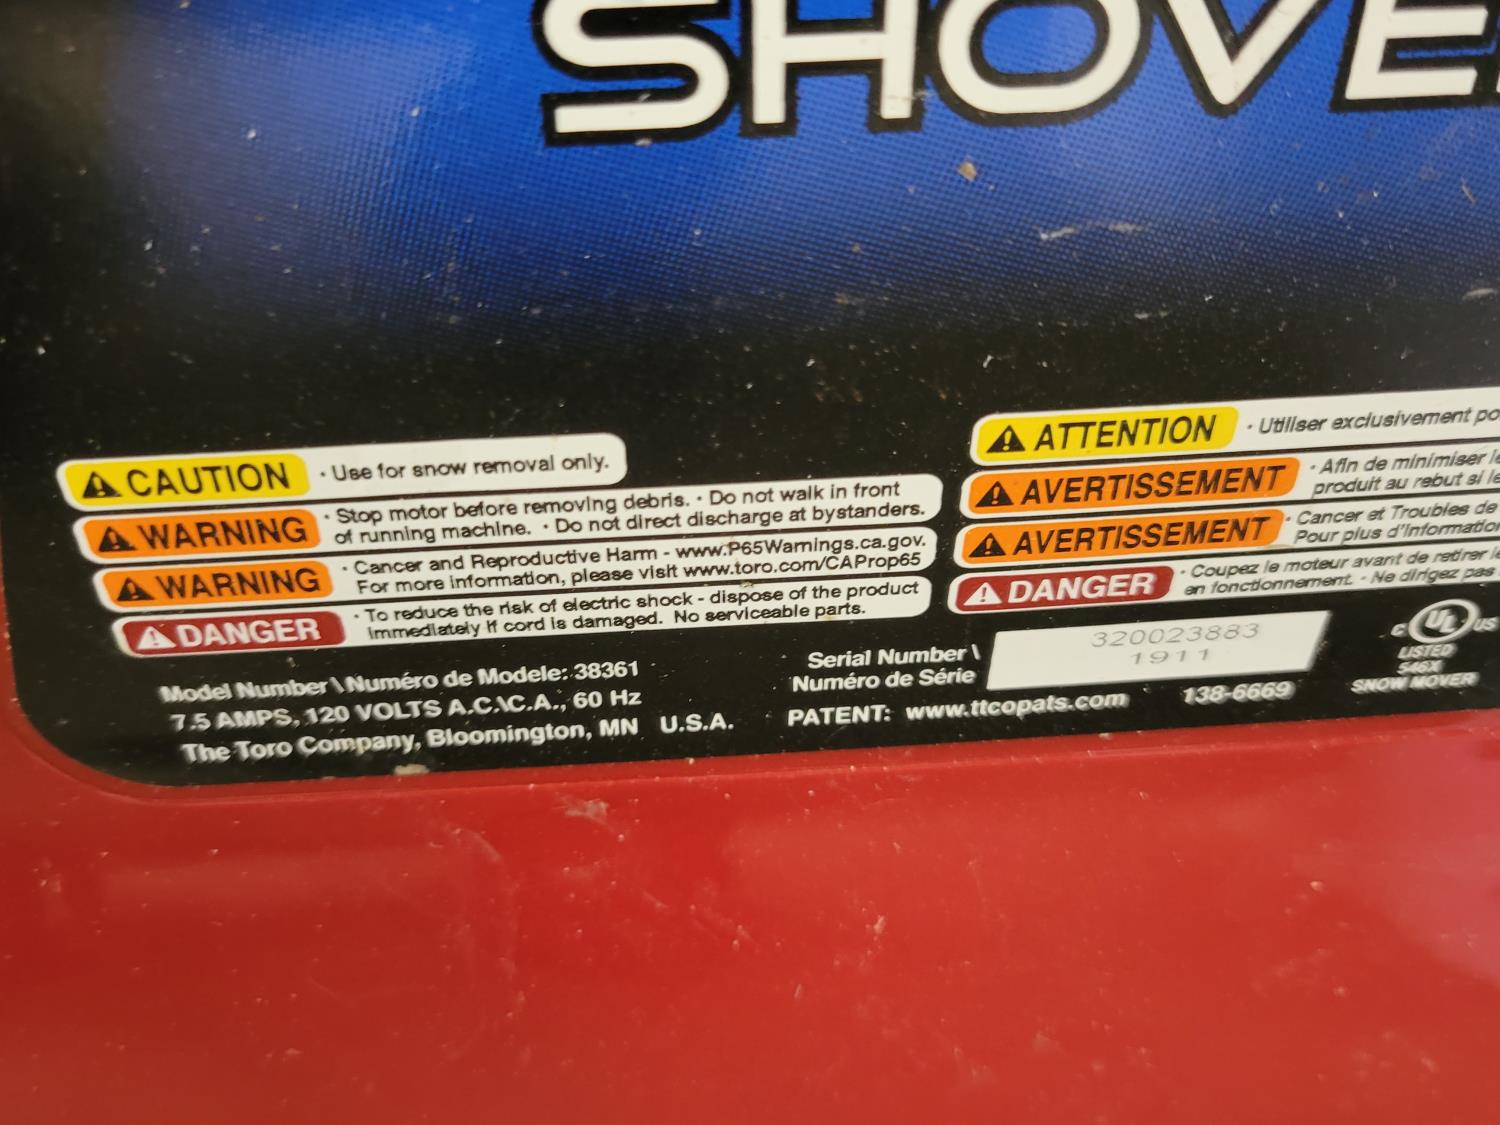 SHOVE
CAUTION · Use for snow removal only.
WARNING · Stop motor before removing debris. · Do not walk in front
of running machine. · Do not direct discharge at bystanders.
WARNING · Cancer and Reproductive Harm - www.P65Warnings.ca.gov.
For more information, please visit www.toro.com/CAProp65
DANGER · To reduce the risk of electric shock - dispose of the product
immediately if cord is damaged. No serviceable parts.
Model Number \ Numéro de Modele: 38361
7.5 AMPS, 120 VOLTS A.C.\C.A., 60 Hz
The Toro Company, Bloomington, MN U.S.A.
ATTENTION · Utiliser exclusivement po
AVERTISSEMENT · Afin de minimiser le
produit au rebut si le
AVERTISSEMENT · Cancer et Troubles de
Pour plus d'information
DANGER · Coupez le moteur avant de retirer le
en fonctionnement. · Ne dirigez pas
Serial Number \
Numéro de Série
320023883
1911
PATENT: www.ttcopats.com 138-6669
C UL US
LISTED
546X
SNOW MOVER